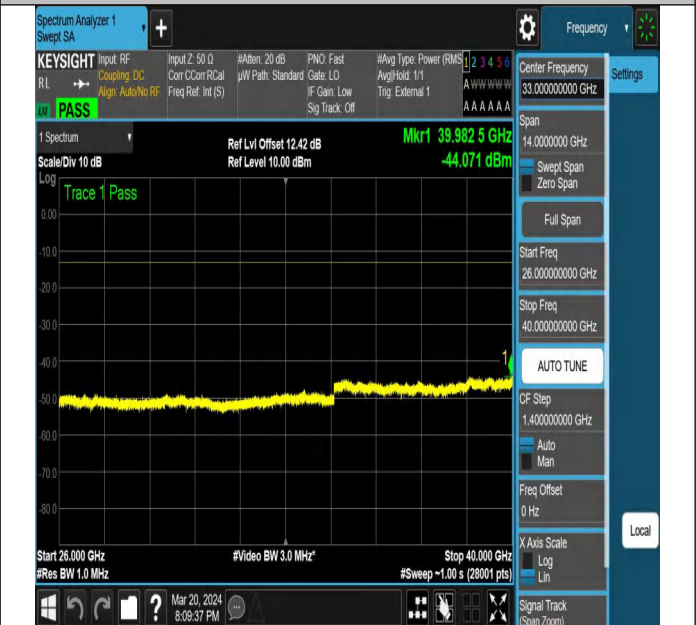 Spectrum Analyzer 1
Swept SA
Frequency
KEYSIGHT
RL
PASS
Input: RF
Coupling: DC
Align: Auto/No RF
Input Z: 50 Ω
Corr CCorr RCal
Freq Ref: Int (S)
#Atten: 20 dB
µW Path: Standard
PNO: Fast
Gate: LO
IF Gain: Low
Sig Track: Off
#Avg Type: Power (RMS
Avg|Hold: 1/1
Trig: External 1
1 2 3 4 5 6
A W W W W W
A A A A A A
1 Spectrum
Scale/Div 10 dB
Log
Ref Lvl Offset 12.42 dB
Ref Level 10.00 dBm
Mkr1 39.982 5 GHz
-44.071 dBm
Trace 1 Pass
0.00
-10.0
-20.0
-30.0
-40.0
-50.0
-60.0
-70.0
-80.0
1
Start 26.000 GHz
#Res BW 1.0 MHz
#Video BW 3.0 MHz*
Stop 40.000 GHz
#Sweep ~1.00 s (28001 pts)
Center Frequency
33.000000000 GHz
Settings
Span
14.0000000 GHz
Swept Span
Zero Span
Full Span
Start Freq
26.000000000 GHz
Stop Freq
40.000000000 GHz
AUTO TUNE
CF Step
1.400000000 GHz
Auto
Man
Freq Offset
0 Hz
X Axis Scale
Log
Lin
Local
Signal Track
(Span Zoom)
?
Mar 20, 2024
8:09:37 PM